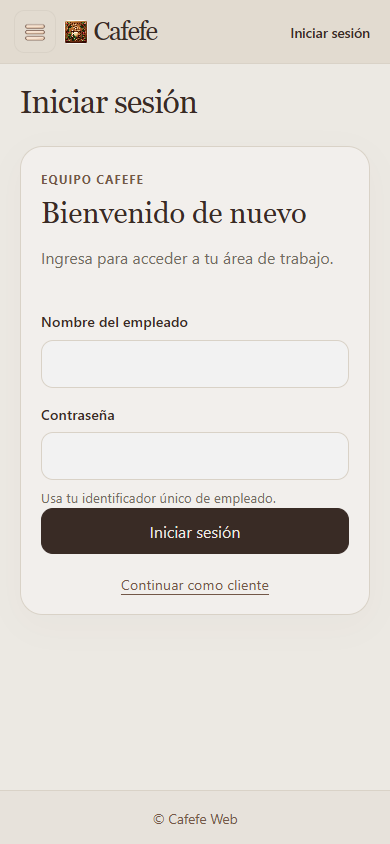 Cafefe
Iniciar sesión
Iniciar sesión
EQUIPO CAFEFE
Bienvenido de nuevo
Ingresa para acceder a tu área de trabajo.
Nombre del empleado
Contraseña
Usa tu identificador único de empleado.
Iniciar sesión
Continuar como cliente
© Cafefe Web